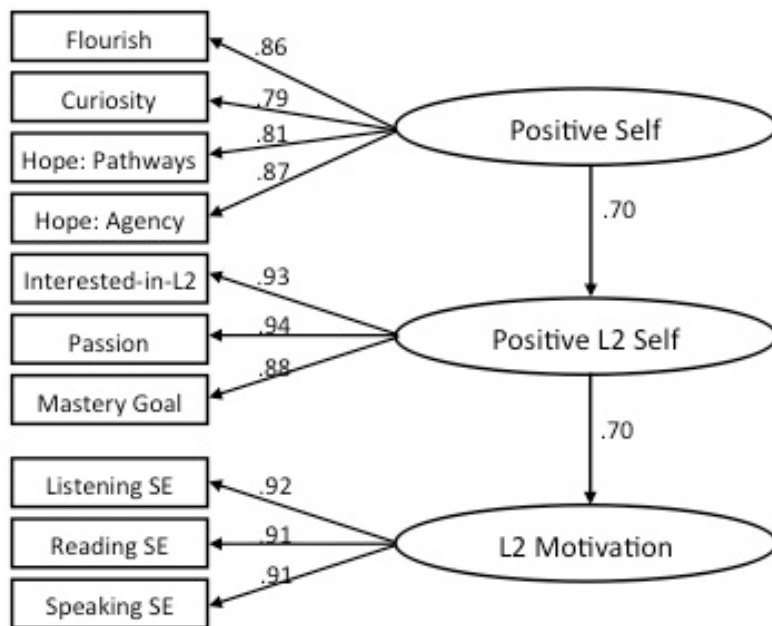 Flourish
.86
Curiosity
.79
Positive Self
.81
Hope: Pathways
.87
Hope: Agency
.70
Interested-in-L2
.93
Passion
.94
Positive L2 Self
.88
Mastery Goal
.70
Listening SE
.92
Reading SE
.91
L2 Motivation
.91
Speaking SE